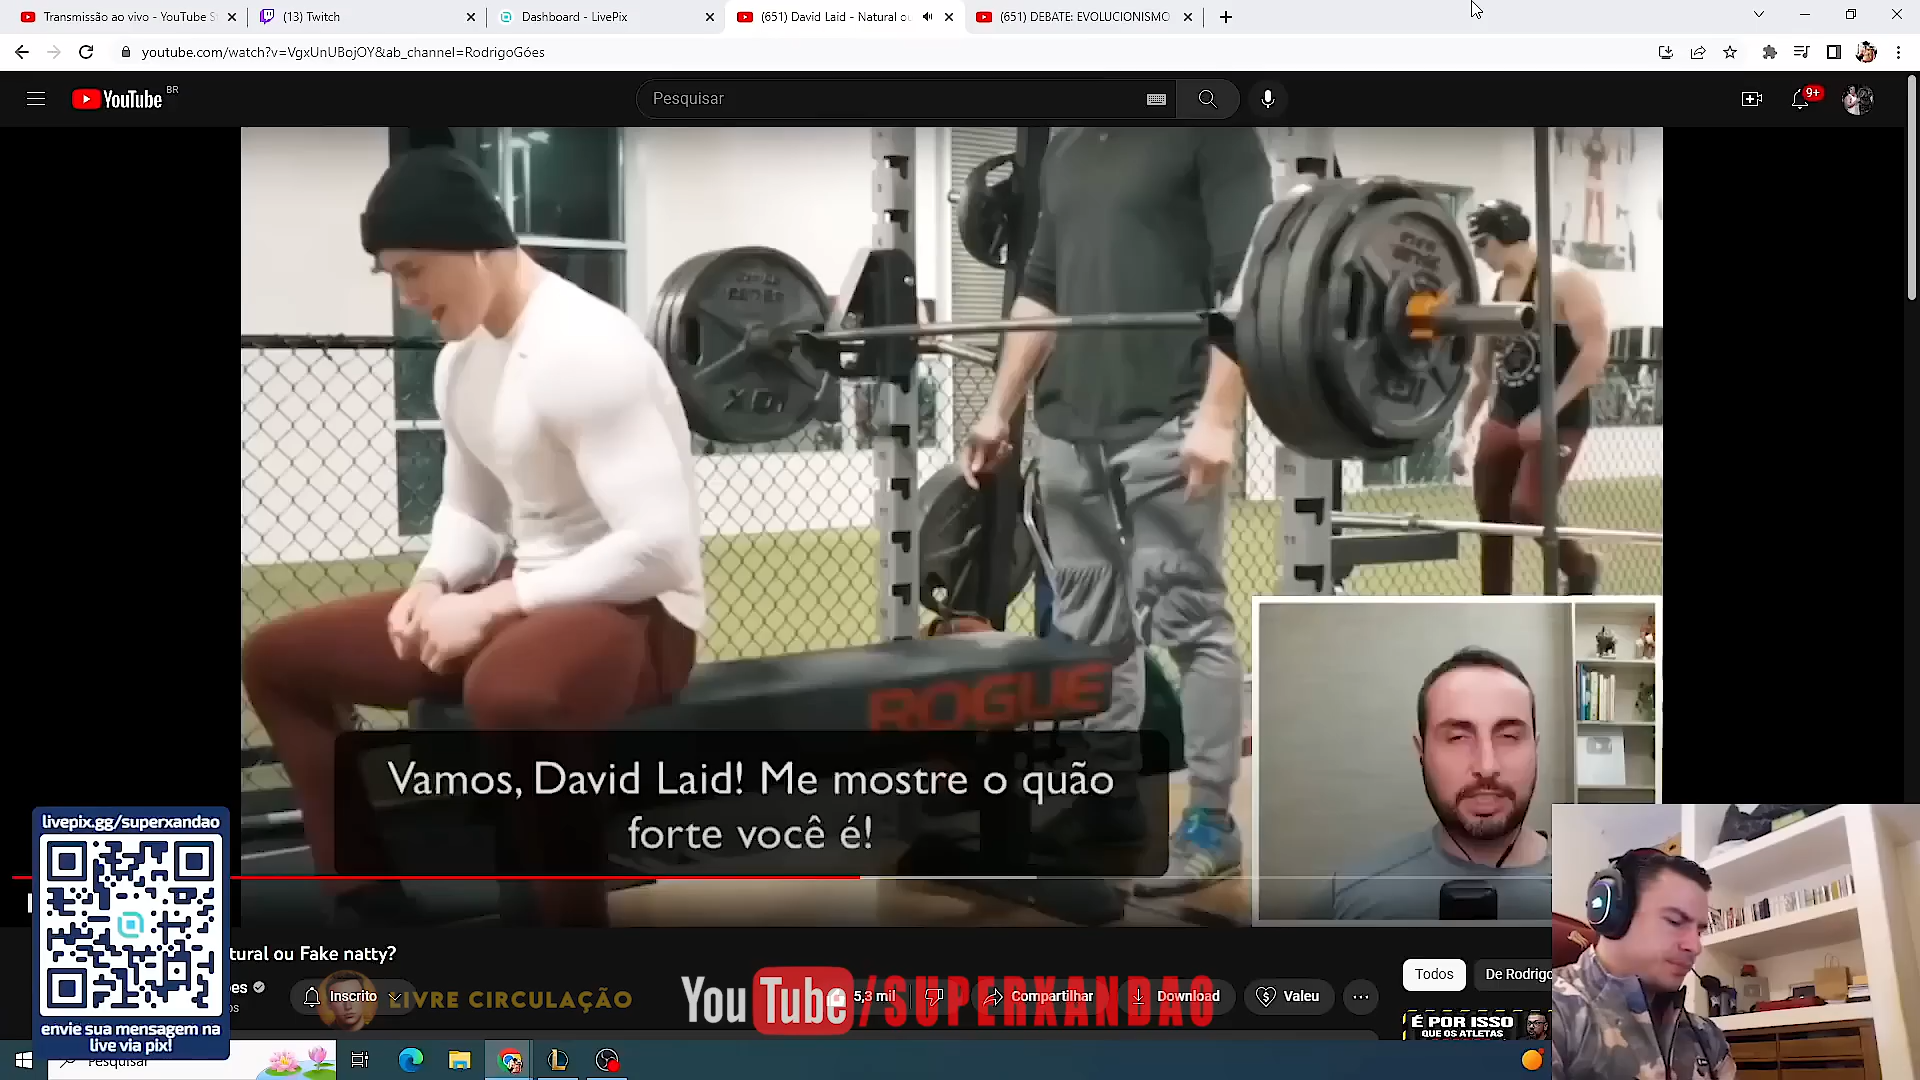 Transmissão ao vivo - YouTube S
(13) Twitch
Dashboard - LivePix
(651) David Laid - Natural ou
(651) DEBATE: EVOLUCIONISMO
youtube.com/watch?v=VgxUnUBojOY&ab_channel=RodrigoGóes
YouTube BR
Pesquisar
9+
ROGUE
Vamos, David Laid! Me mostre o quão
forte você é!
livepix.gg/superxandao
envie sua mensagem na
live via pix!
tural ou Fake natty?
es
os
Inscrito
LIVRE CIRCULAÇÃO
YouTube/SUPERXANDAO
5,3 mil
Compartilhar
Download
Valeu
Todos
De Rodrigo
É POR ISSO
QUE OS ATLETAS
Pesquisar